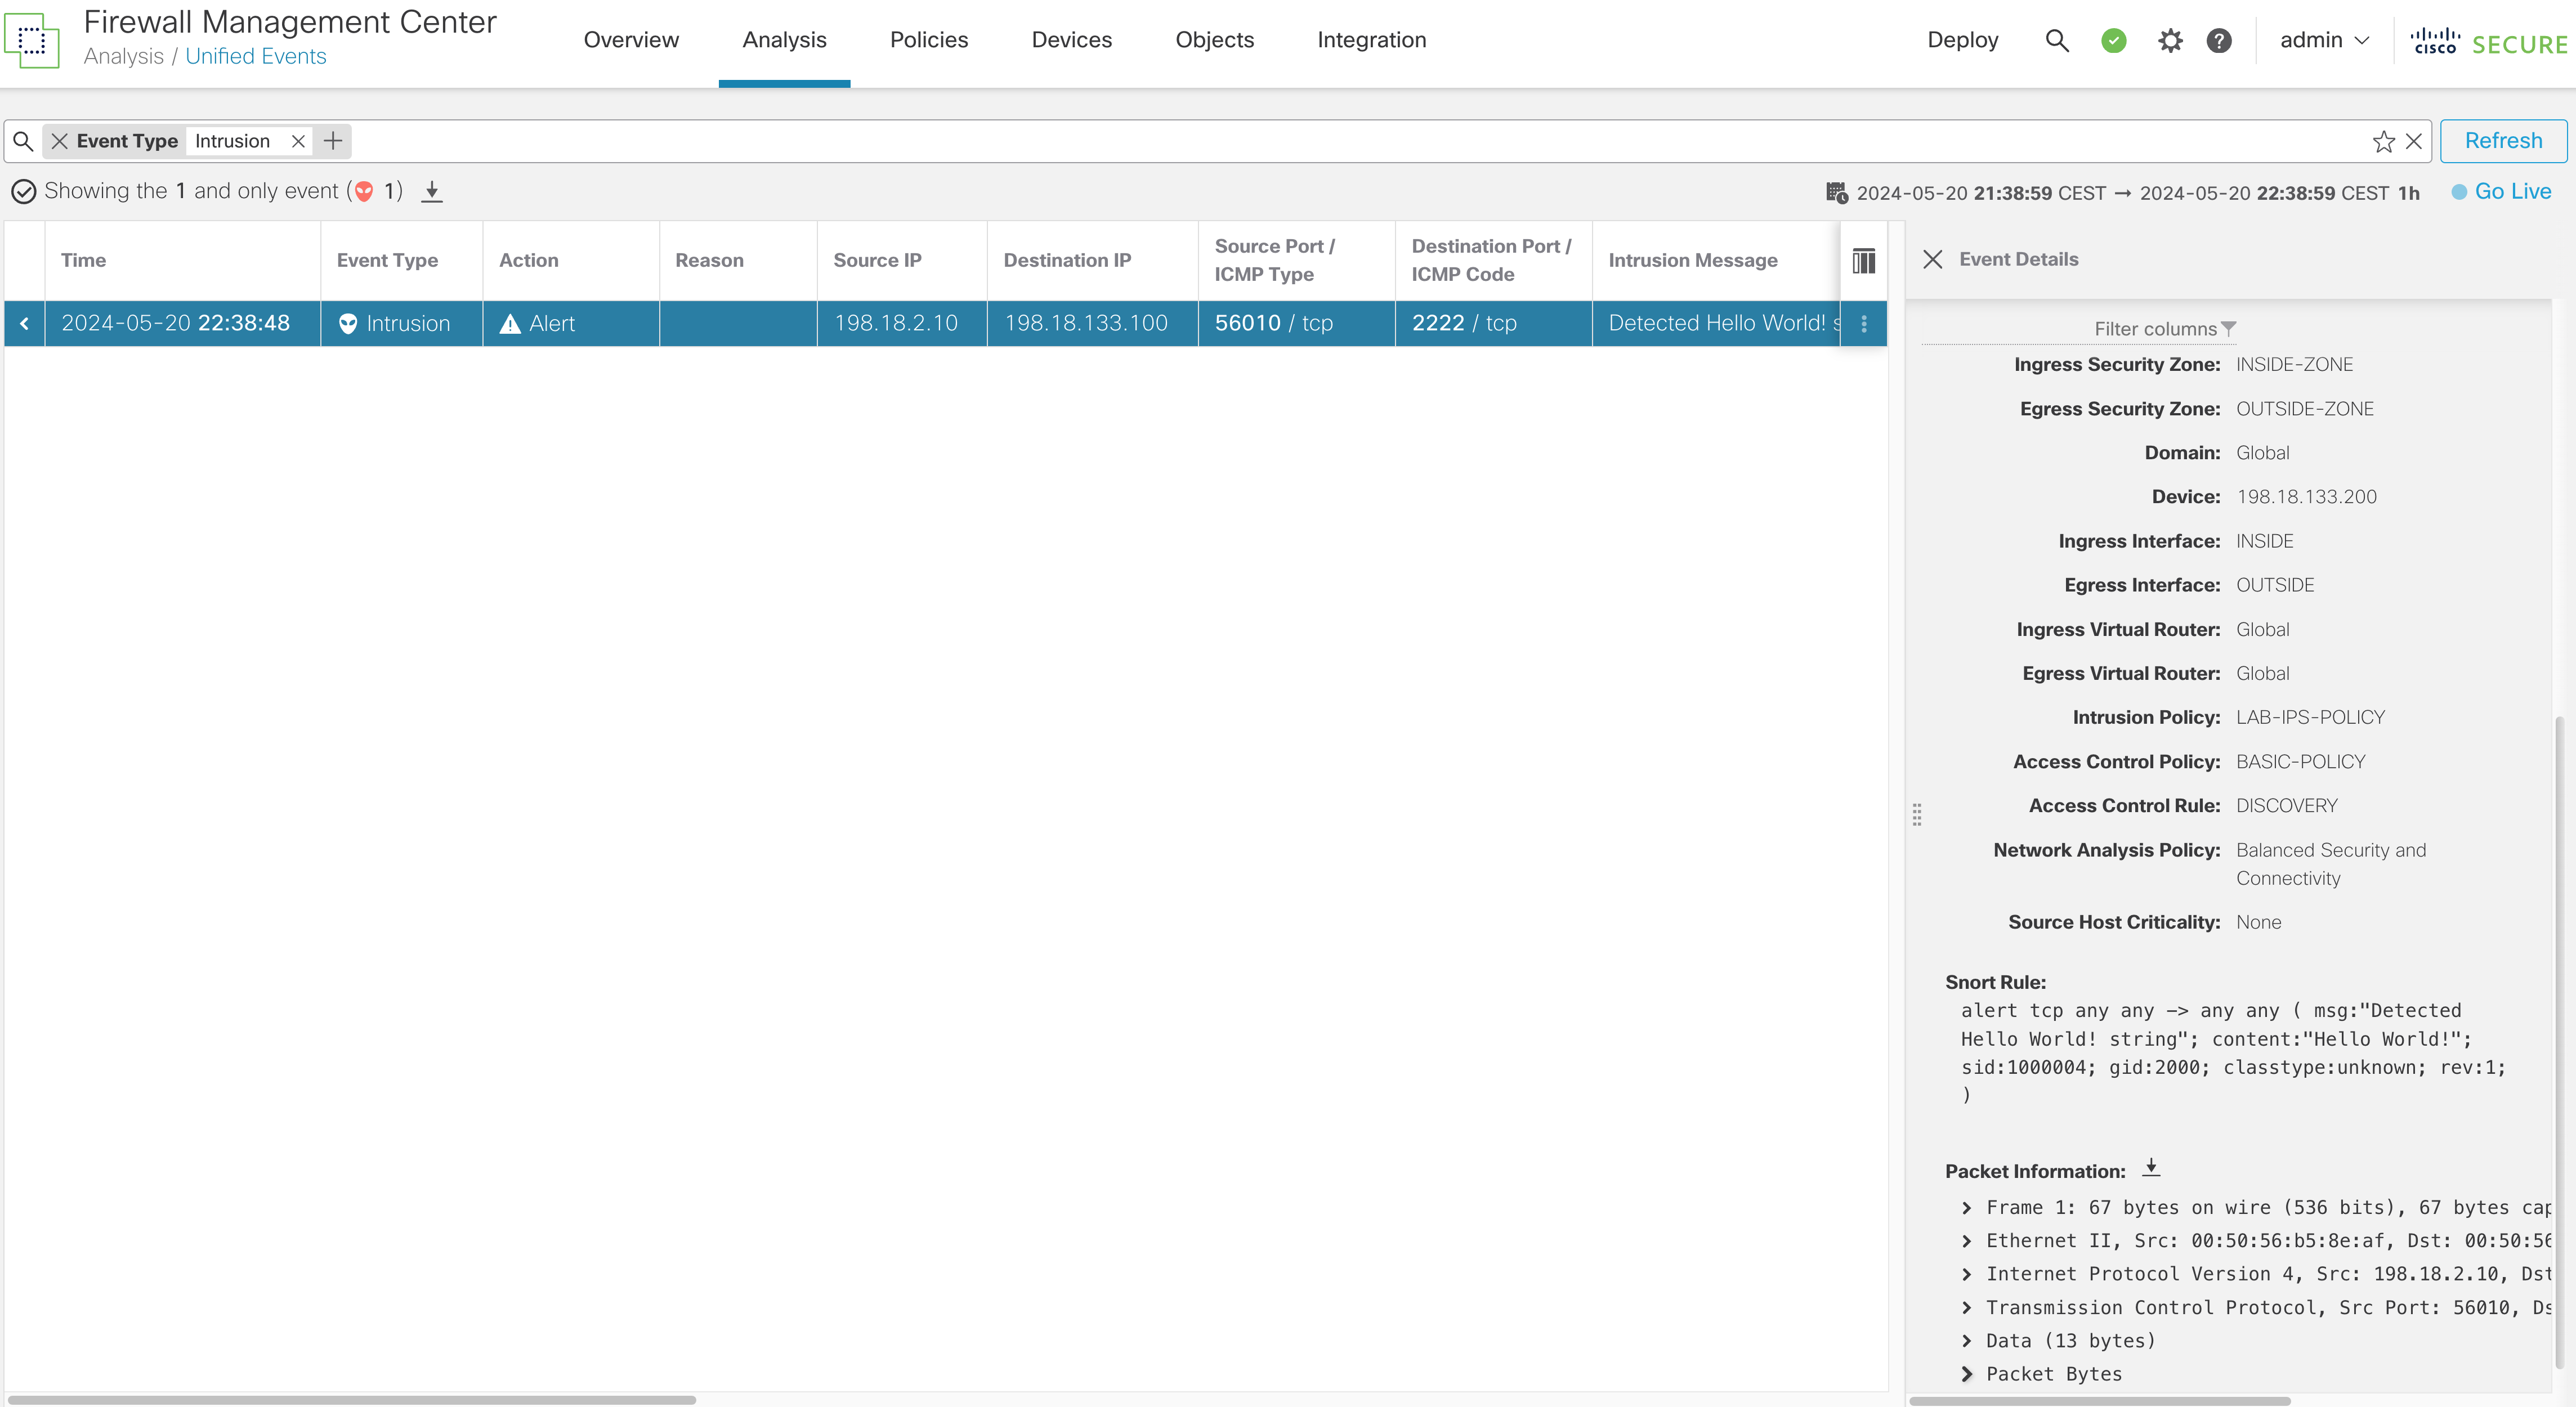 Firewall Management Center
Analysis / Unified Events
Overview
Analysis
Policies
Devices
Objects
Integration
Deploy
admin
cisco SECURE
Event Type Intrusion
Refresh
Showing the 1 and only event ( 1)
2024-05-20 21:38:59 CEST → 2024-05-20 22:38:59 CEST 1h
Go Live
Time
Event Type
Action
Reason
Source IP
Destination IP
Source Port /
ICMP Type
Destination Port /
ICMP Code
Intrusion Message
2024-05-20 22:38:48
Intrusion
Alert
198.18.2.10
198.18.133.100
56010 / tcp
2222 / tcp
Detected Hello World! s
Event Details
Filter columns
Ingress Security Zone: INSIDE-ZONE
Egress Security Zone: OUTSIDE-ZONE
Domain: Global
Device: 198.18.133.200
Ingress Interface: INSIDE
Egress Interface: OUTSIDE
Ingress Virtual Router: Global
Egress Virtual Router: Global
Intrusion Policy: LAB-IPS-POLICY
Access Control Policy: BASIC-POLICY
Access Control Rule: DISCOVERY
Network Analysis Policy: Balanced Security and
Connectivity
Source Host Criticality: None
Snort Rule:
alert tcp any any -> any any ( msg:"Detected
Hello World! string"; content:"Hello World!";
sid:1000004; gid:2000; classtype:unknown; rev:1;
)
Packet Information:
Frame 1: 67 bytes on wire (536 bits), 67 bytes cap
Ethernet II, Src: 00:50:56:b5:8e:af, Dst: 00:50:56
Internet Protocol Version 4, Src: 198.18.2.10, Dst
Transmission Control Protocol, Src Port: 56010, Ds
Data (13 bytes)
Packet Bytes